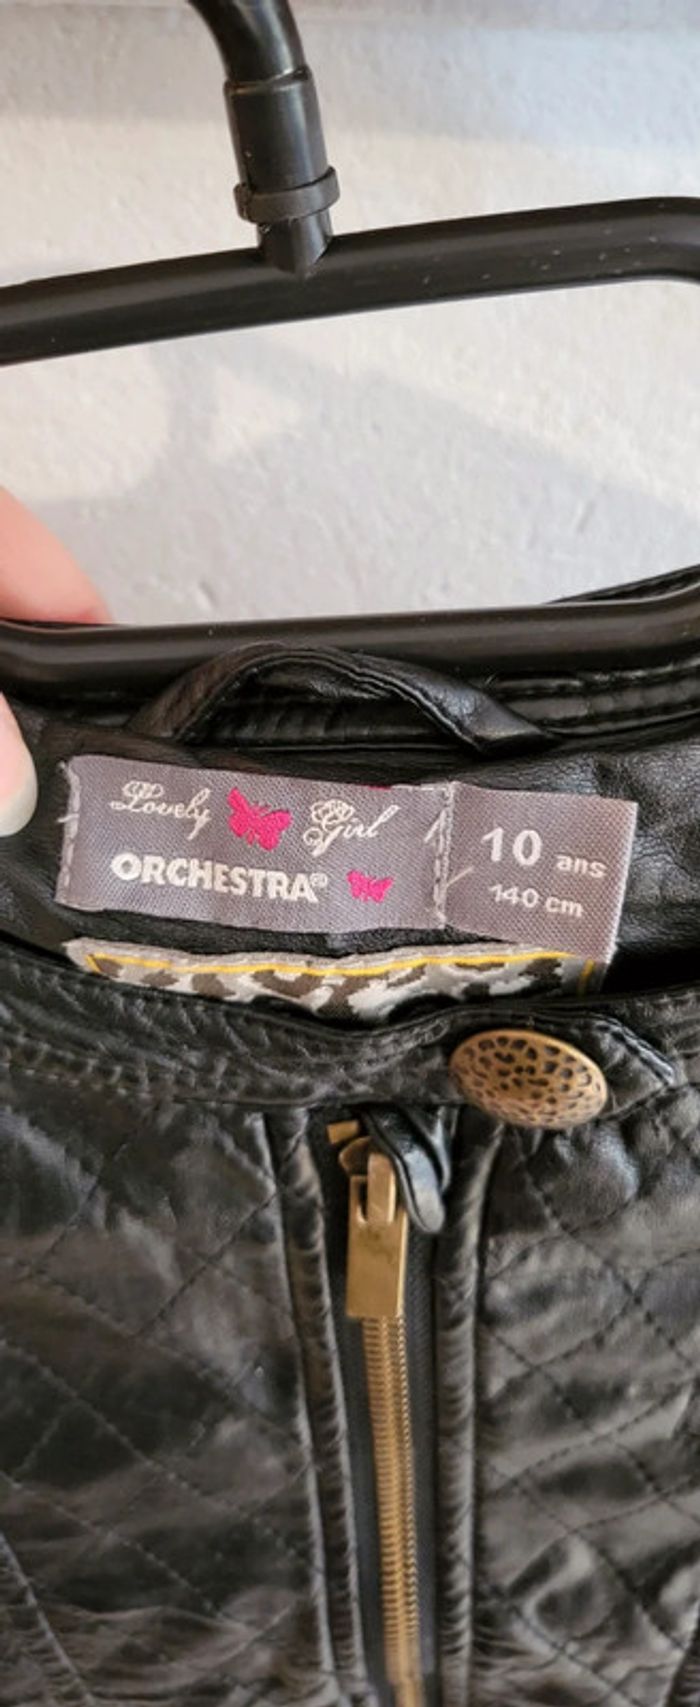 Lovely Girl
ORCHESTRA®
10 ans
140 cm